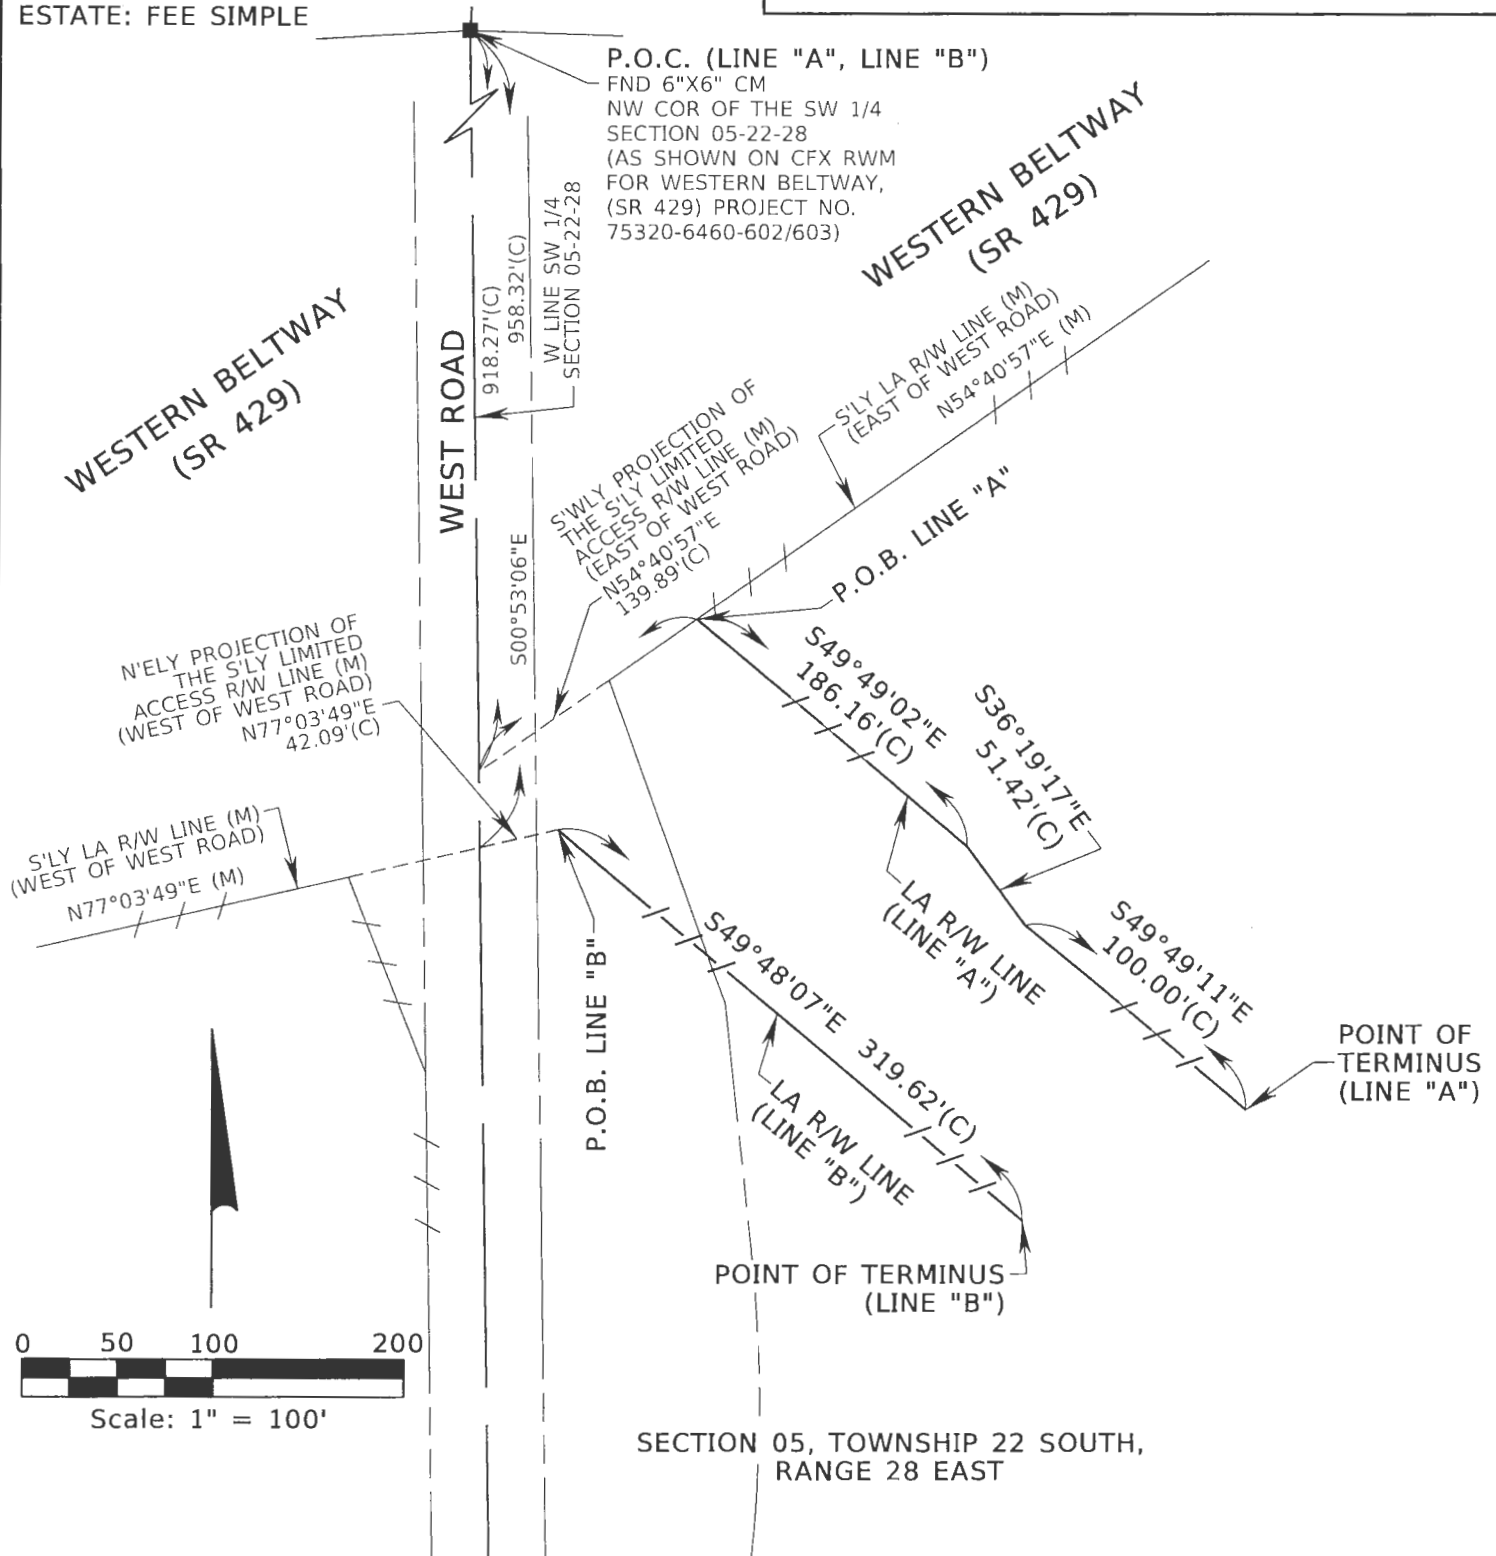 ESTATE: FEE SIMPLE
P.O.C. (LINE "A", LINE "B")
FND 6"X6" CM
NW COR OF THE SW 1/4
SECTION 05-22-28
(AS SHOWN ON CFX RWM
FOR WESTERN BELTWAY,
(SR 429) PROJECT NO.
75320-6460-602/603)
WESTERN BELTWAY
(SR 429)
WESTERN BELTWAY
(SR 429)
WEST ROAD
918.27'(C)
958.32'(C)
W LINE SW 1/4
SECTION 05-22-28
S00°53'06"E
S'LY LA R/W LINE (M)
(EAST OF WEST ROAD)
N54°40'57"E (M)
S'WLY PROJECTION OF
THE S'LY LIMITED
ACCESS R/W LINE (M)
(EAST OF WEST ROAD)
N54°40'57"E
139.89'(C)
P.O.B. LINE "A"
N'ELY PROJECTION OF
THE S'LY LIMITED
ACCESS R/W LINE (M)
(WEST OF WEST ROAD)
N77°03'49"E
42.09'(C)
S'LY LA R/W LINE (M)
(WEST OF WEST ROAD)
N77°03'49"E (M)
S49°49'02"E
186.16'(C)
S36°19'17"E
51.42'(C)
LA R/W LINE
(LINE "A")
S49°49'11"E
100.00'(C)
POINT OF
TERMINUS
(LINE "A")
P.O.B. LINE "B"
S49°48'07"E 319.62'(C)
LA R/W LINE
(LINE "B")
POINT OF TERMINUS
(LINE "B")
0 50 100 200
Scale: 1" = 100'
SECTION 05, TOWNSHIP 22 SOUTH,
RANGE 28 EAST